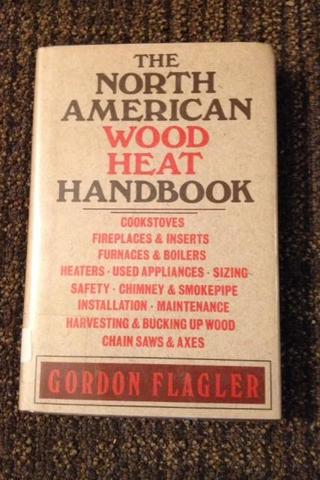 THE
NORTH
AMERICAN
WOOD
HEAT
HANDBOOK
COOKSTOVES
FIREPLACES & INSERTS
FURNACES & BOILERS
HEATERS · USED APPLIANCES · SIZING
SAFETY · CHIMNEY & SMOKEPIPE
INSTALLATION · MAINTENANCE
HARVESTING & BUCKING UP WOOD
CHAIN SAWS & AXES
GORDON FLAGLER